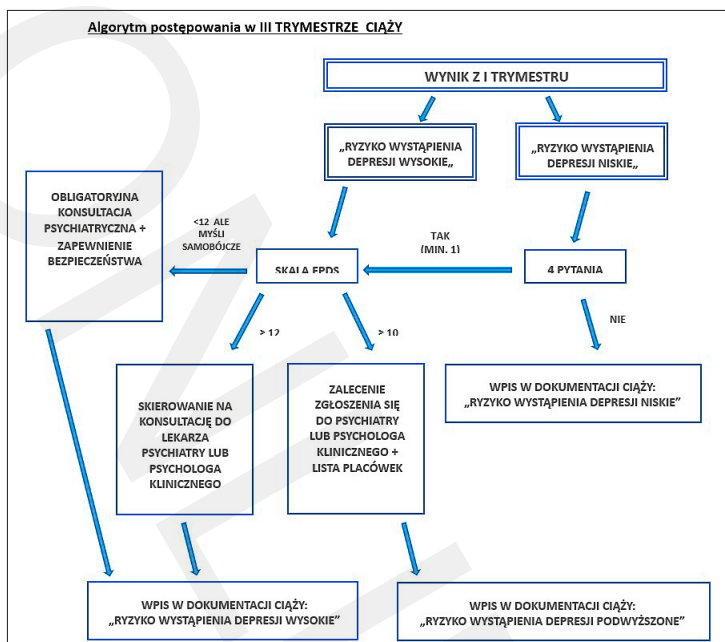 Algorytm postępowania w III TRYMESTRZE CIĄŻY
WYNIK Z I TRYMESTRU
„RYZYKO WYSTĄPIENIA
DEPRESJI WYSOKIE„
„RYZYKO WYSTĄPIENIA
DEPRESJI NISKIE„
OBLIGATORYJNA
KONSULTACJA
PSYCHIATRYCZNA +
ZAPEWNIENIE
BEZPIECZEŃSTWA
<12 ALE
MYŚLI
SAMOBÓJCZE
SKALA EPDS
TAK
(MIN. 1)
4 PYTANIA
NIE
> 12
> 10
SKIEROWANIE NA
KONSULTACJĘ DO
LEKARZA
PSYCHIATRY LUB
PSYCHOLOGA
KLINICZNEGO
ZALECENIE
ZGŁOSZENIA SIĘ
DO PSYCHIATRY
LUB PSYCHOLOGA
KLINICZNEGO +
LISTA PLACÓWEK
WPIS W DOKUMENTACJI CIĄŻY:
„RYZYKO WYSTĄPIENIA DEPRESJI NISKIE”
WPIS W DOKUMENTACJI CIĄŻY:
„RYZYKO WYSTĄPIENIA DEPRESJI WYSOKIE”
WPIS W DOKUMENTACJI CIĄŻY:
„RYZYKO WYSTĄPIENIA DEPRESJI PODWYŻSZONE”